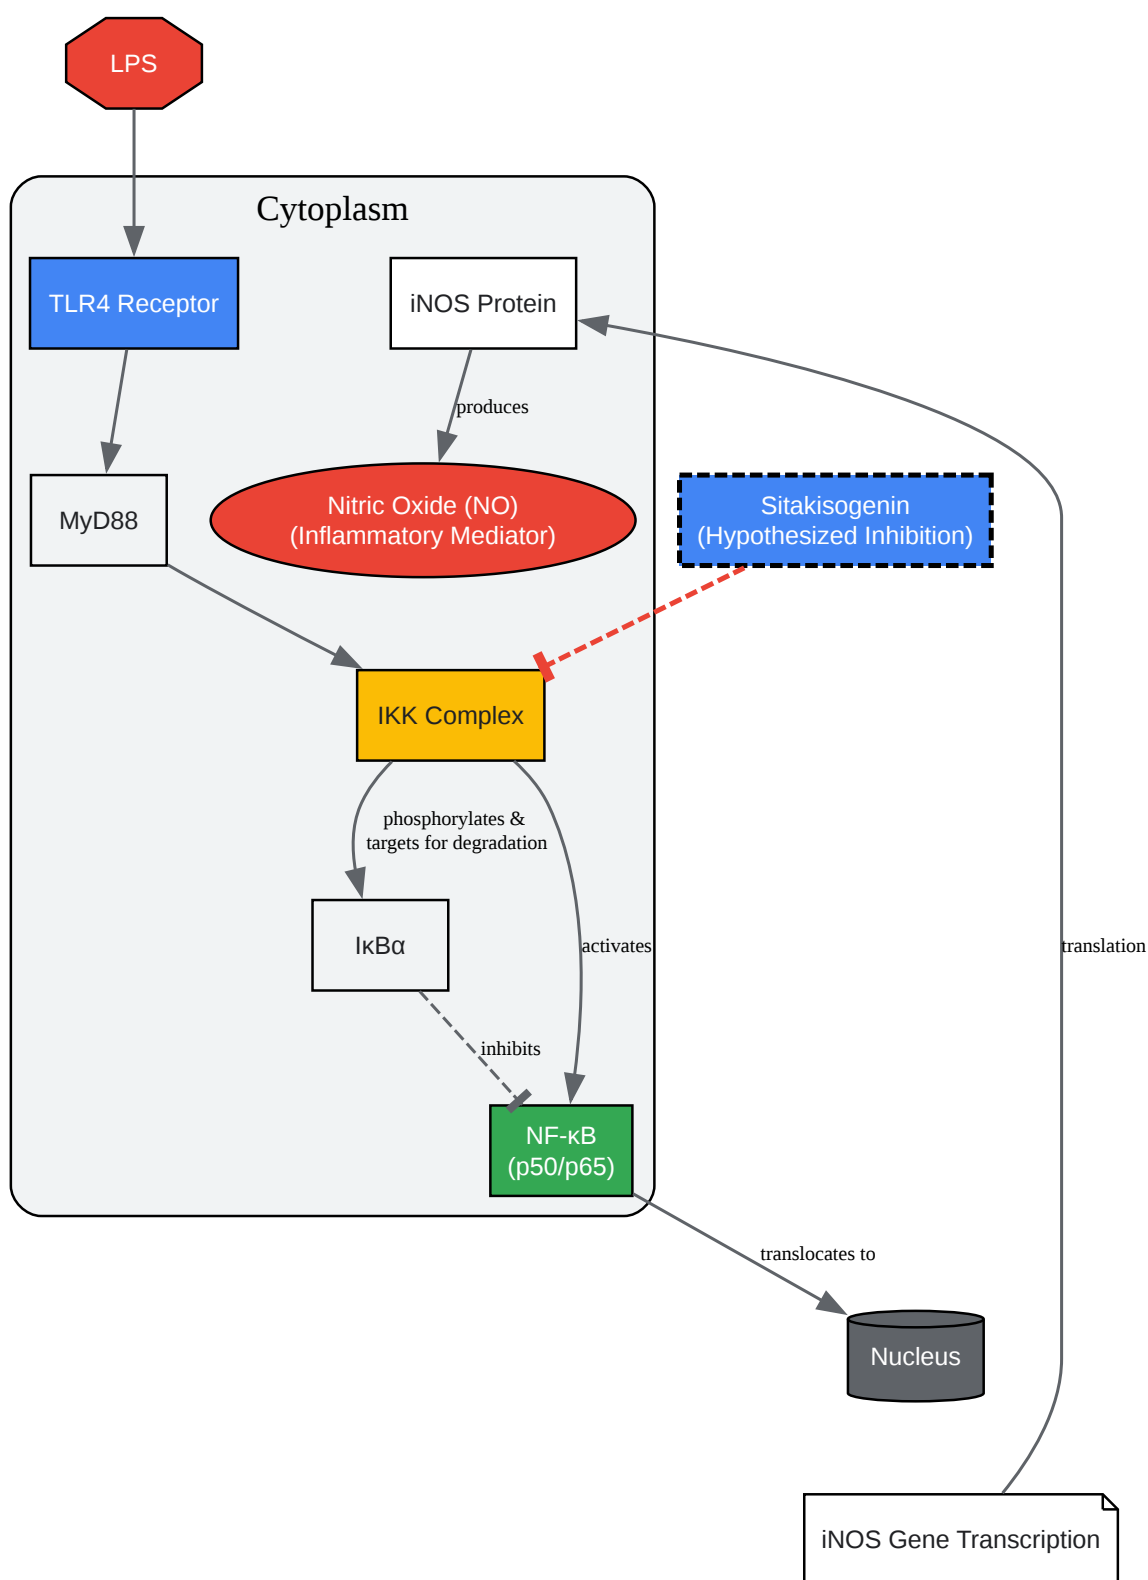 LPS
Cytoplasm
TLR4 Receptor
iNOS Protein
produces
MyD88
Nitric Oxide (NO)
(Inflammatory Mediator)
Sitakisogenin
(Hypothesized Inhibition)
IKK Complex
phosphorylates &
targets for degradation
IκBα
activates
translation
inhibits
NF-κB
(p50/p65)
translocates to
Nucleus
iNOS Gene Transcription